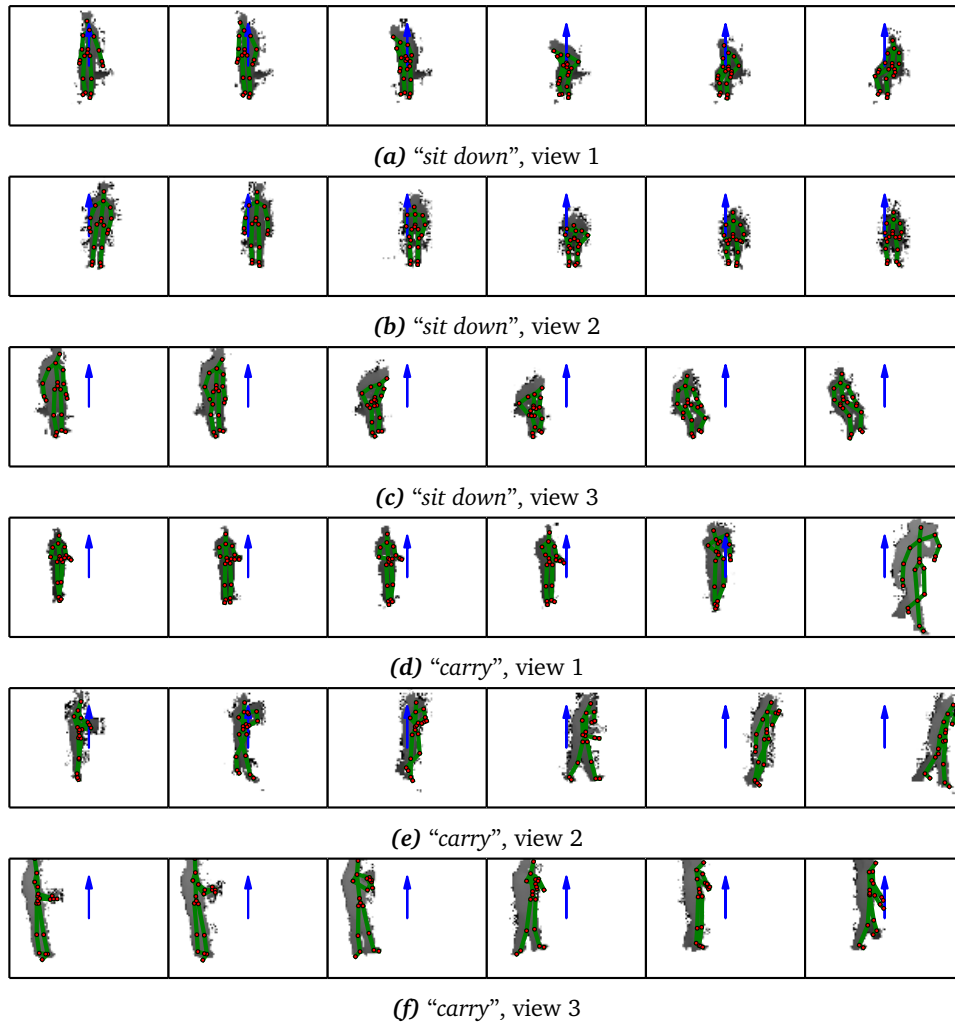 (a) “sit down”, view 1
(b) “sit down”, view 2
(c) “sit down”, view 3
(d) “carry”, view 1
(e) “carry”, view 2
(f) “carry”, view 3